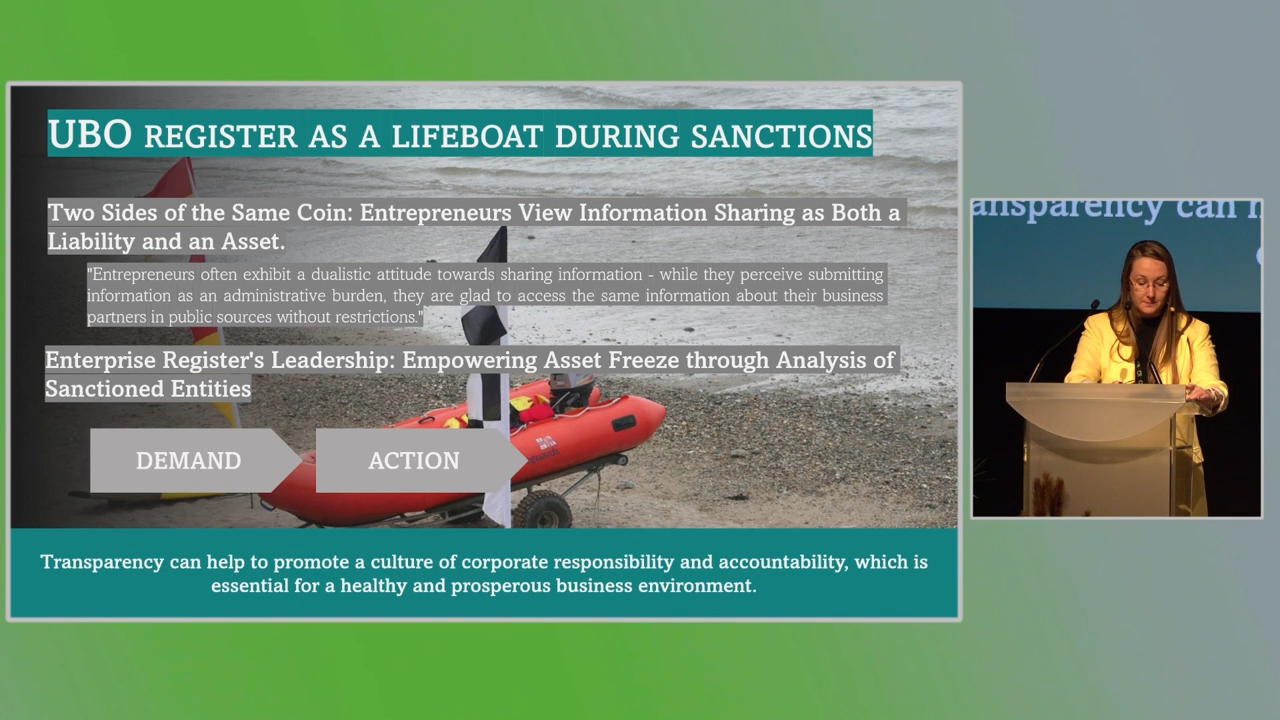 UBO REGISTER AS A LIFEBOAT DURING SANCTIONS
Two Sides of the Same Coin: Entrepreneurs View Information Sharing as Both a
Liability and an Asset.
"Entrepreneurs often exhibit a dualistic attitude towards sharing information - while they perceive submitting
information as an administrative burden, they are glad to access the same information about their business
partners in public sources without restrictions."
Enterprise Register's Leadership: Empowering Asset Freeze through Analysis of
Sanctioned Entities
DEMAND
ACTION
Transparency can help to promote a culture of corporate responsibility and accountability, which is
essential for a healthy and prosperous business environment.
ansparency can